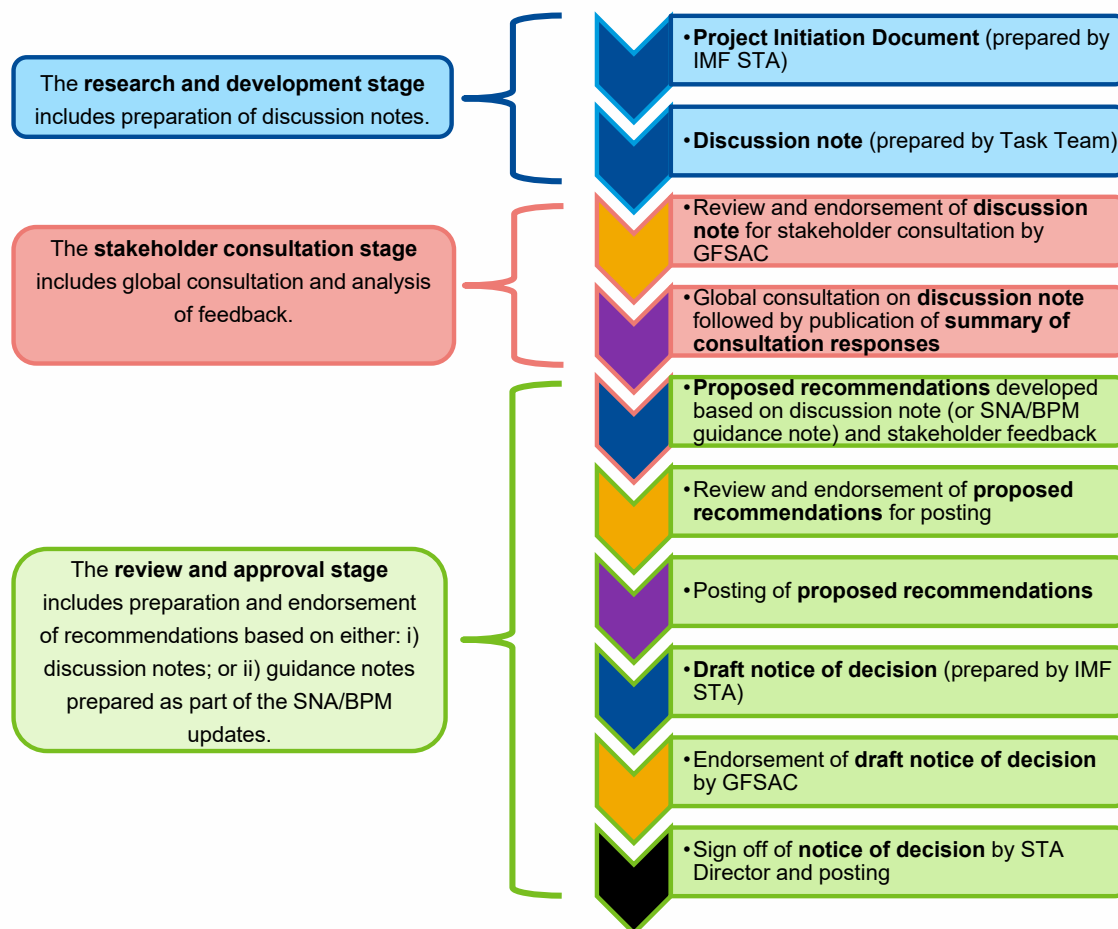 The research and development stage
includes preparation of discussion notes.
•Project Initiation Document (prepared by
IMF STA)
•Discussion note (prepared by Task Team)
The stakeholder consultation stage
includes global consultation and analysis
of feedback.
•Review and endorsement of discussion
note for stakeholder consultation by
GFSAC
•Global consultation on discussion note
followed by publication of summary of
consultation responses
The review and approval stage
includes preparation and endorsement
of recommendations based on either: i)
discussion notes; or ii) guidance notes
prepared as part of the SNA/BPM
updates.
•Proposed recommendations developed
based on discussion note (or SNA/BPM
guidance note) and stakeholder feedback
•Review and endorsement of proposed
recommendations for posting
•Posting of proposed recommendations
•Draft notice of decision (prepared by IMF
STA)
•Endorsement of draft notice of decision
by GFSAC
•Sign off of notice of decision by STA
Director and posting